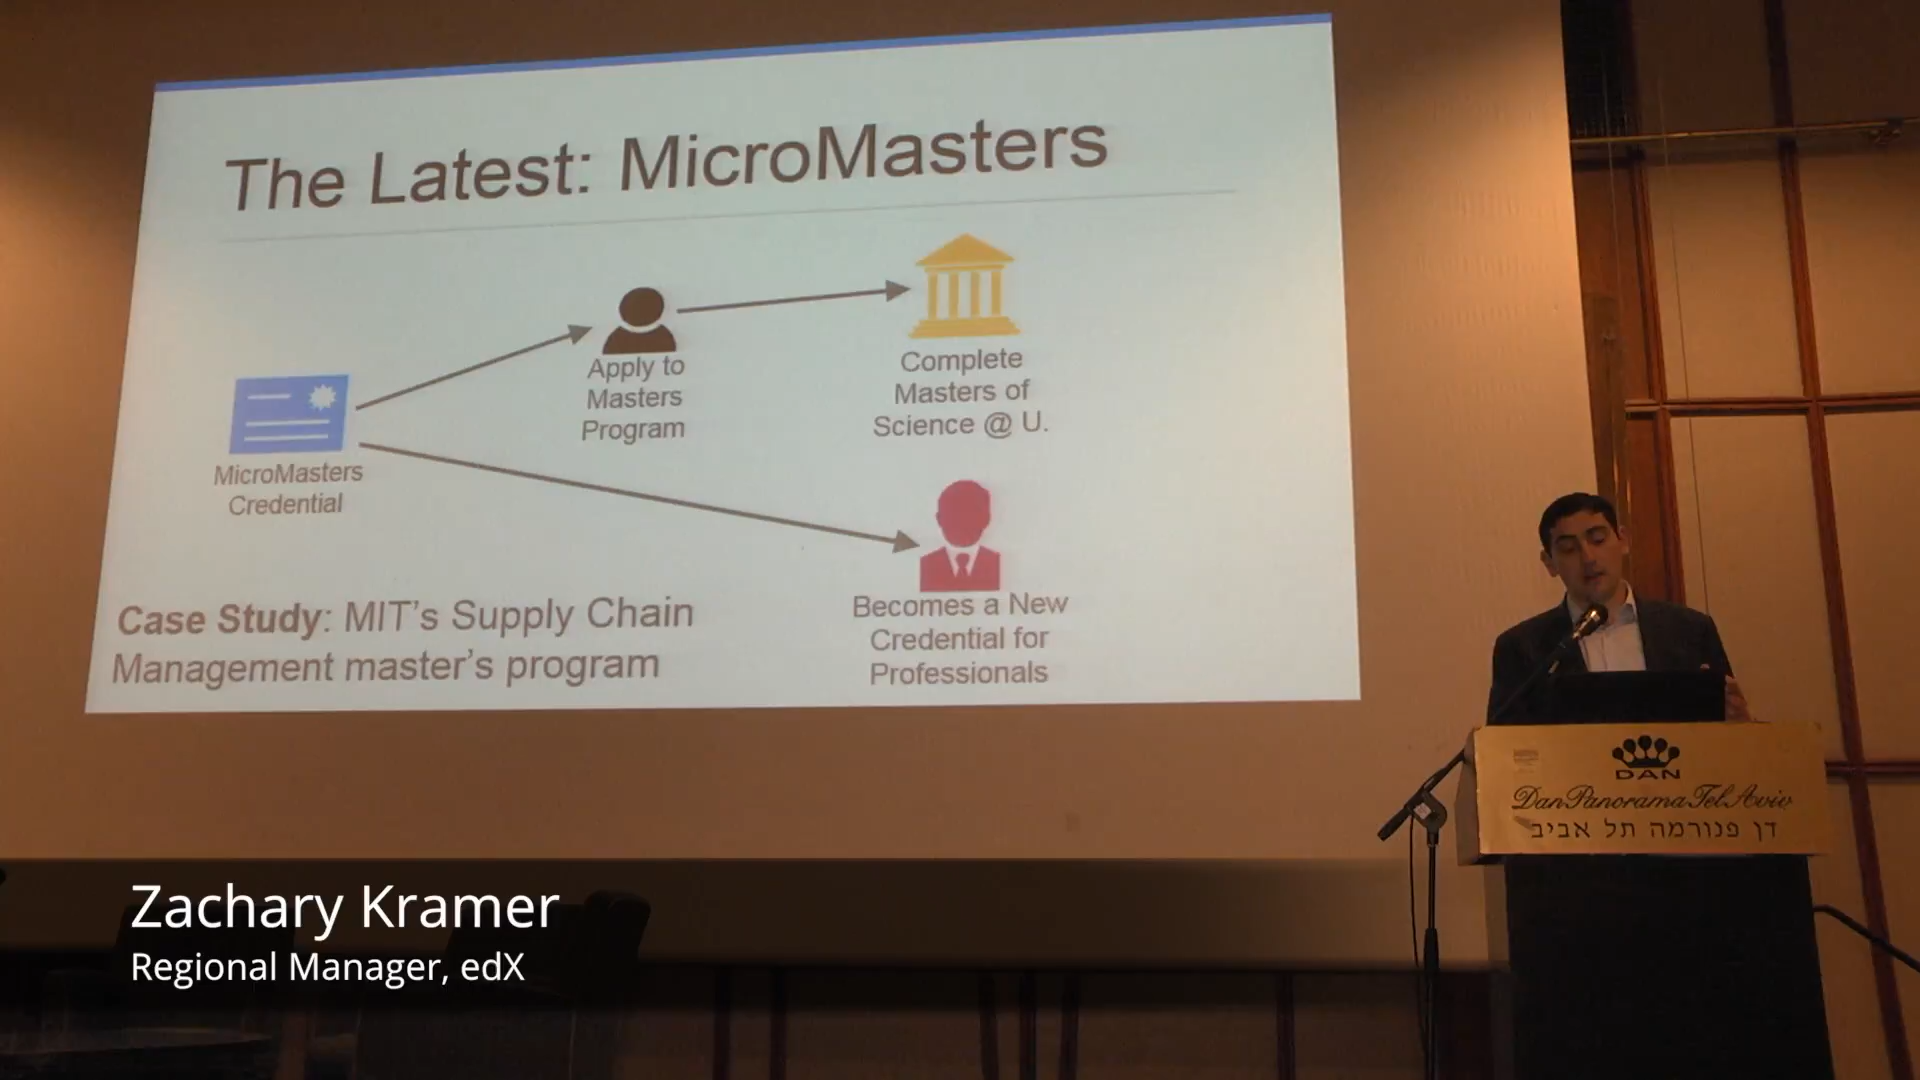 The Latest: MicroMasters
MicroMasters
Credential
Apply to
Masters
Program
Complete
Masters of
Science @ U.
Becomes a New
Credential for
Professionals
Case Study: MIT's Supply Chain
Management master's program
DAN
Dan Panorama Tel Aviv
דן פנורמה תל אביב
Zachary Kramer
Regional Manager, edX